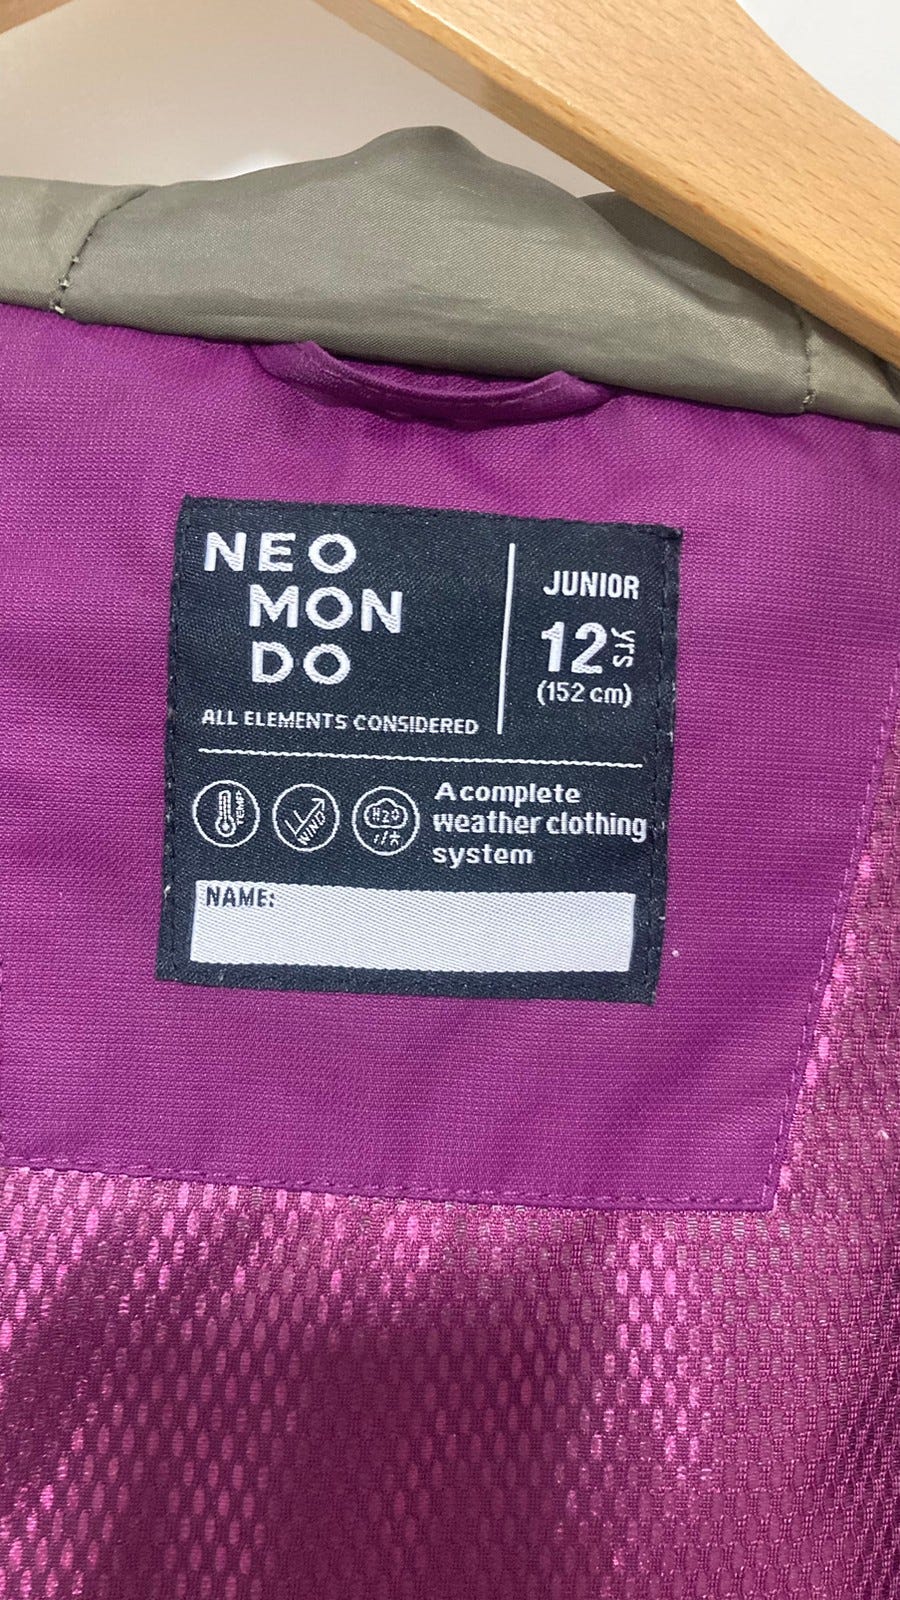 NEO
MON
DO
ALL ELEMENTS CONSIDERED
JUNIOR
12 yrs
(152 cm)
TEMP
WIND
H2O
A complete
weather clothing
system
NAME: